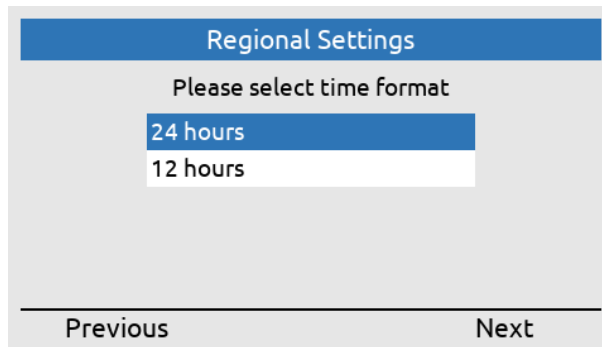 Regional Settings
Please select time format
24 hours
12 hours
Previous Next